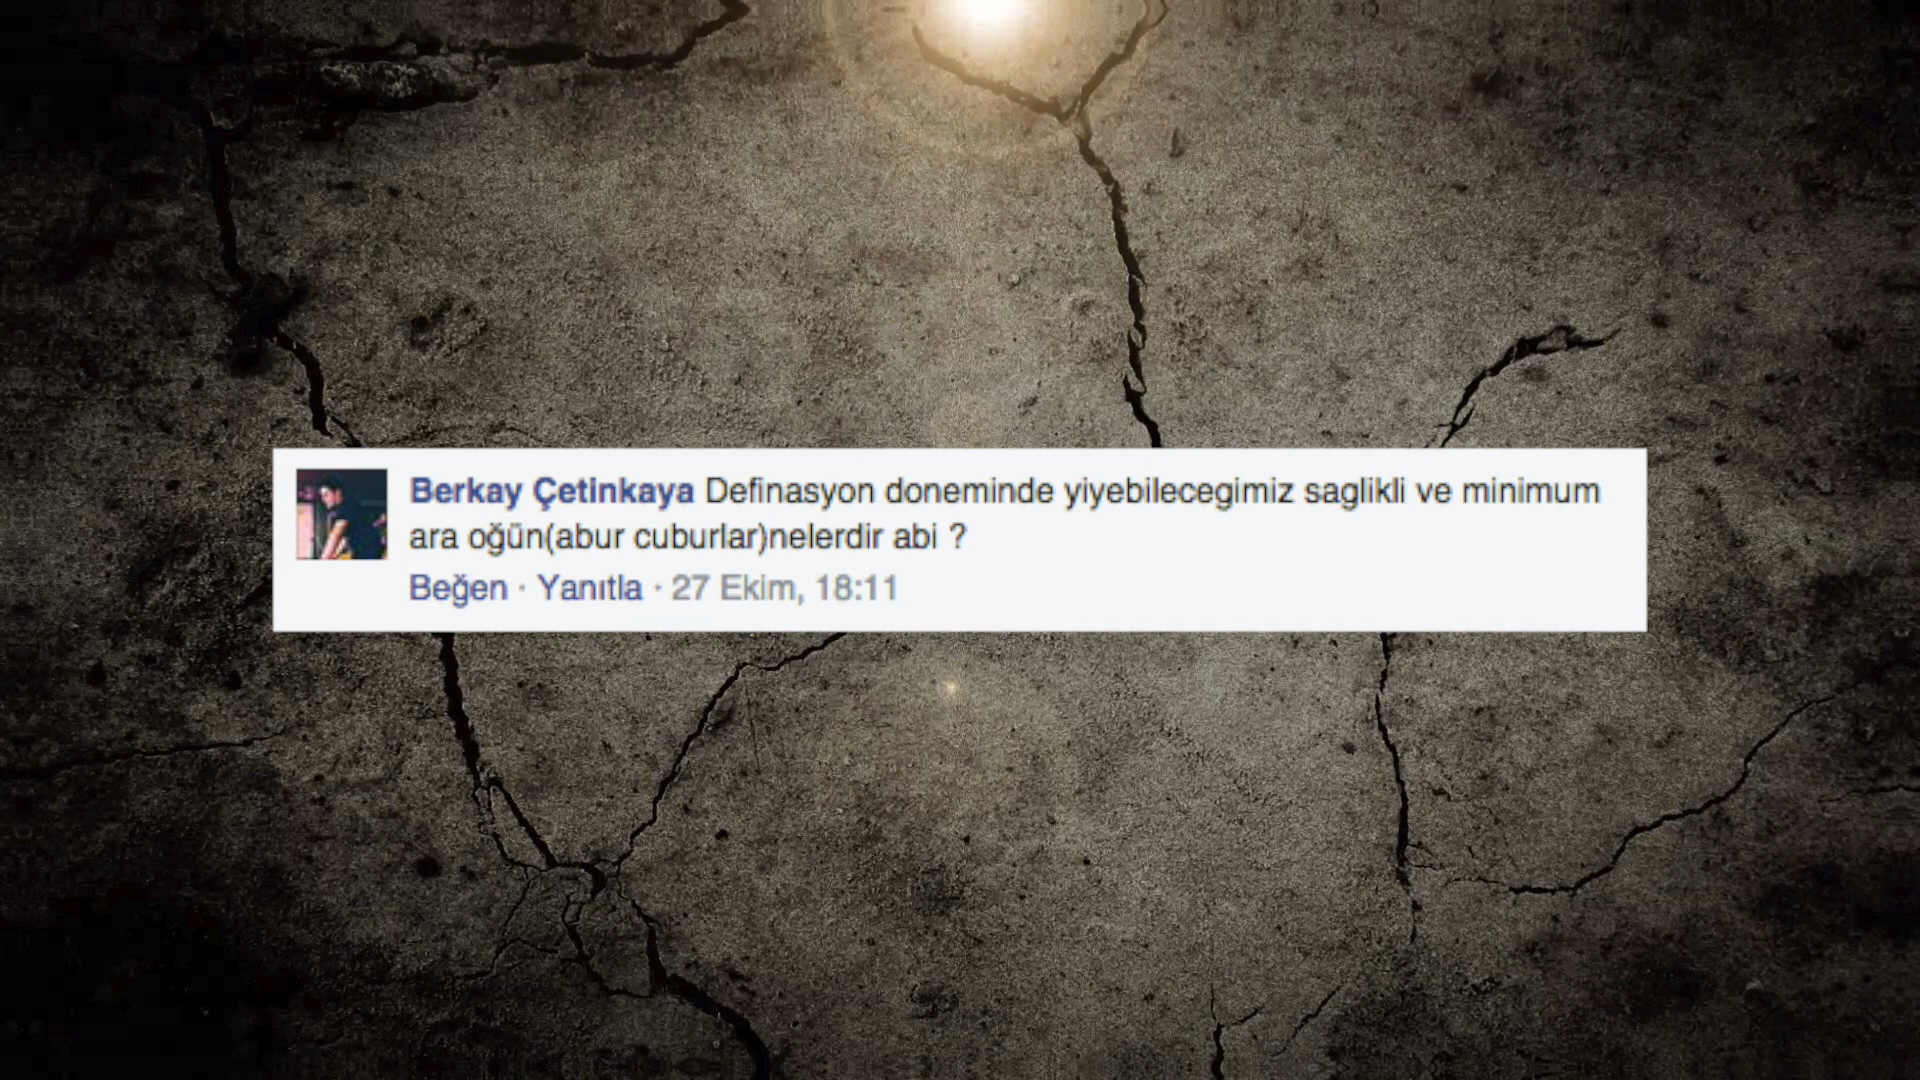 Berkay Çetinkaya Definasyon doneminde yiyebilecegimiz saglikli ve minimum
ara oğün(abur cuburlar)nelerdir abi ?
Beğen · Yanıtla · 27 Ekim, 18:11